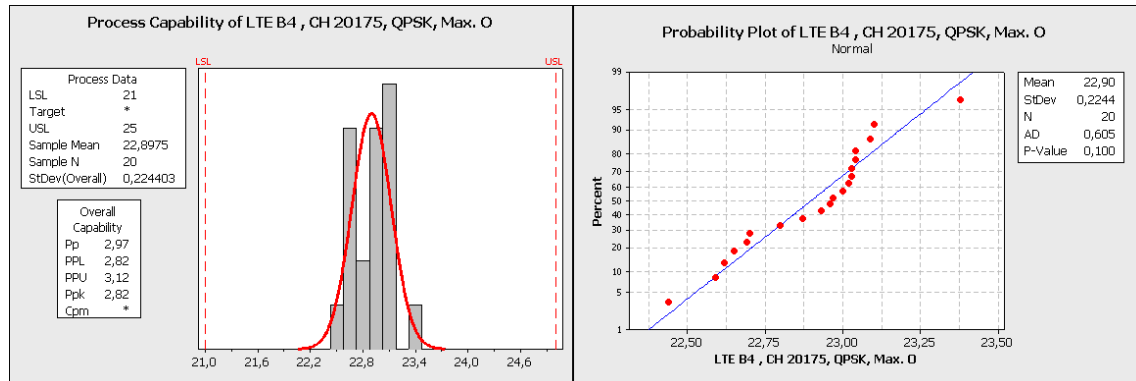 Process Capability of LTE B4 , CH 20175, QPSK, Max. O
LSL
USL
Process Data
LSL 21
Target *
USL 25
Sample Mean 22,8975
Sample N 20
StDev(Overall) 0,224403
Overall
Capability
Pp 2,97
PPL 2,82
PPU 3,12
Ppk 2,82
Cpm *
21,0 21,6 22,2 22,8 23,4 24,0 24,6
Probability Plot of LTE B4 , CH 20175, QPSK, Max. O
Normal
Mean 22,90
StDev 0,2244
N 20
AD 0,605
P-Value 0,100
Percent
99
95
90
80
70
60
50
40
30
20
10
5
1
22,50 22,75 23,00 23,25 23,50
LTE B4 , CH 20175, QPSK, Max. O